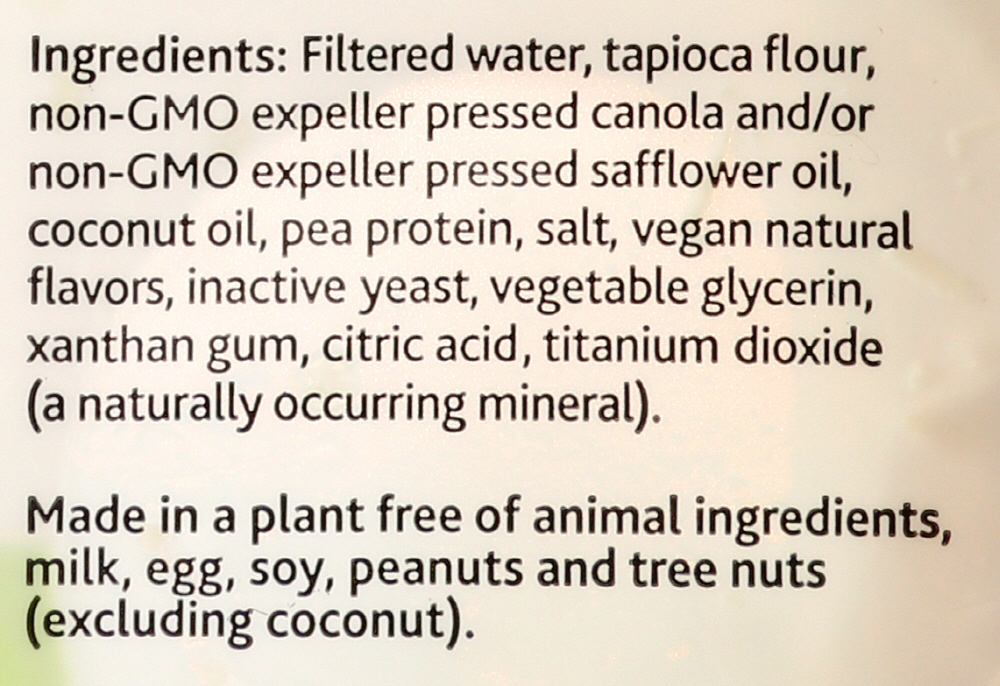 Ingredients: Filtered water, tapioca flour,
non-GMO expeller pressed canola and/or
non-GMO expeller pressed safflower oil,
coconut oil, pea protein, salt, vegan natural
flavors, inactive yeast, vegetable glycerin,
xanthan gum, citric acid, titanium dioxide
(a naturally occurring mineral).
Made in a plant free of animal ingredients,
milk, egg, soy, peanuts and tree nuts
(excluding coconut).